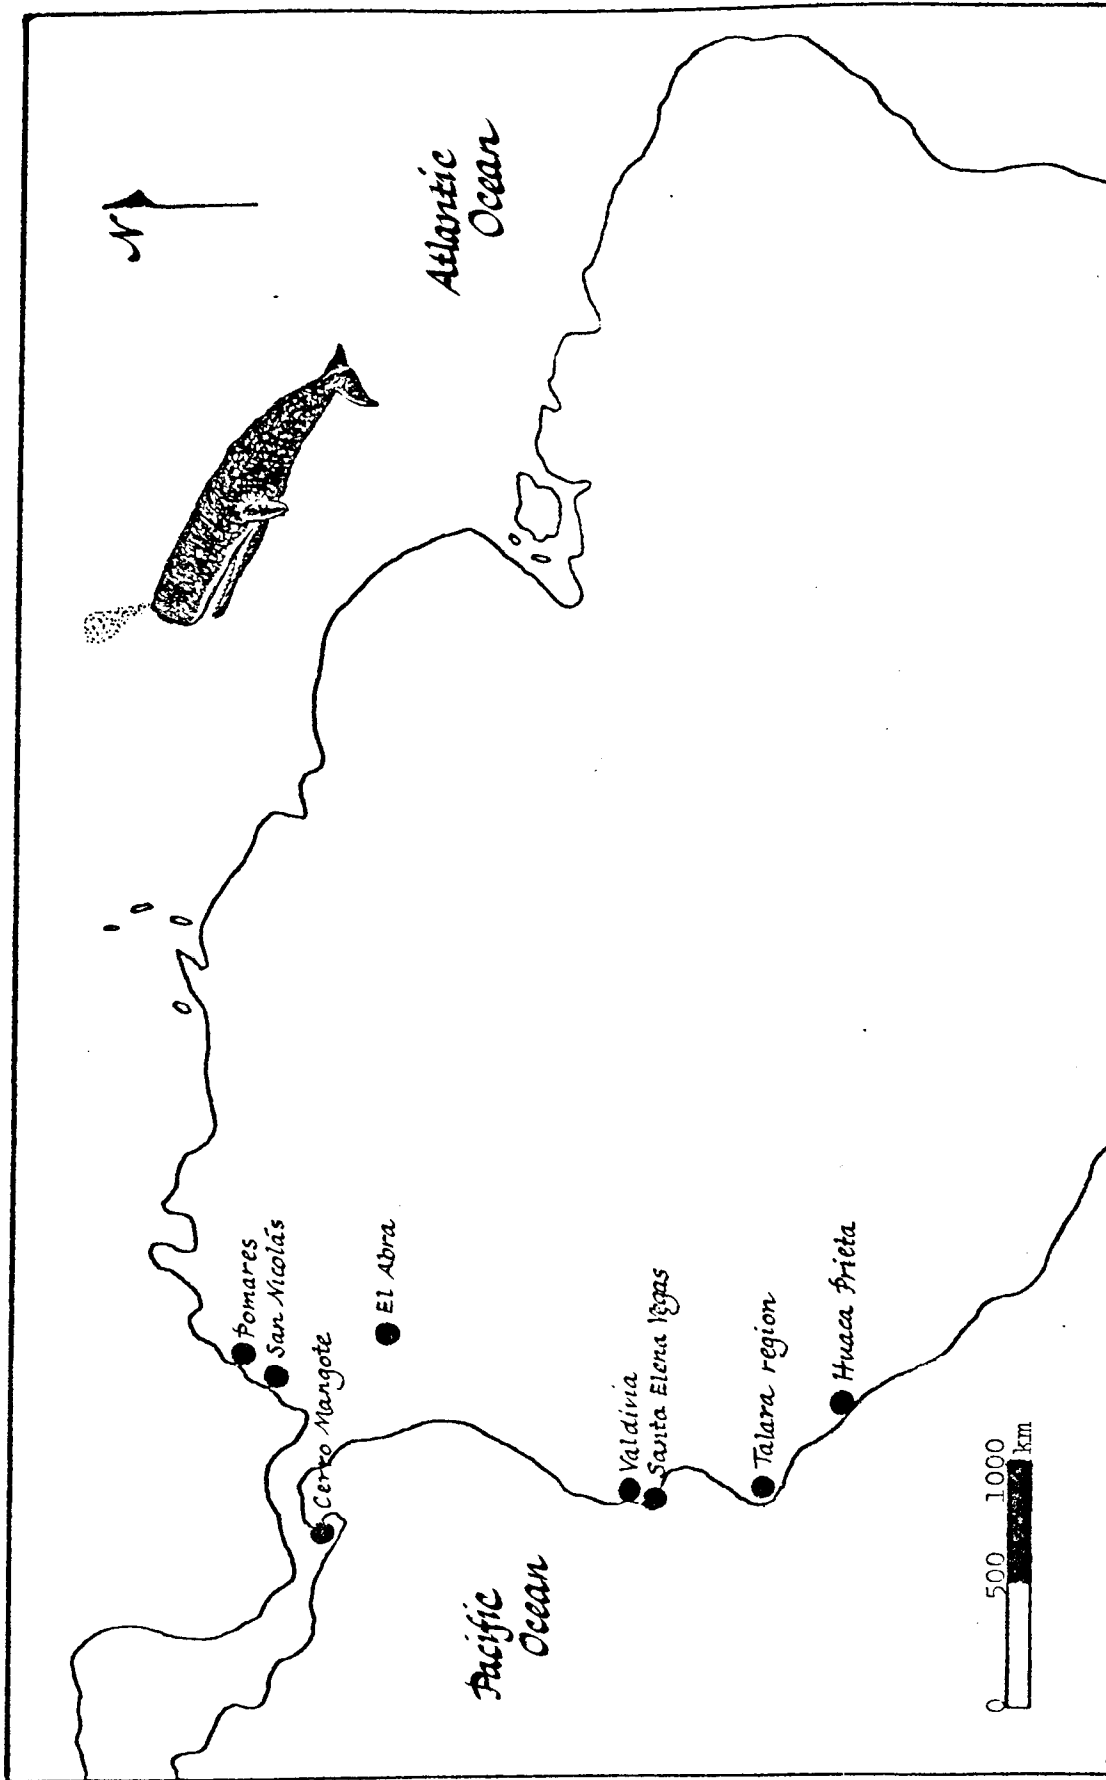 N
Atlantic
Ocean
Pomares
San Nicolás
El Abra
Cerro Mangote
Valdivia
Santa Elena Vegas
Talara region
Huaca Prieta
Pacific
Ocean
0 500 1000
km